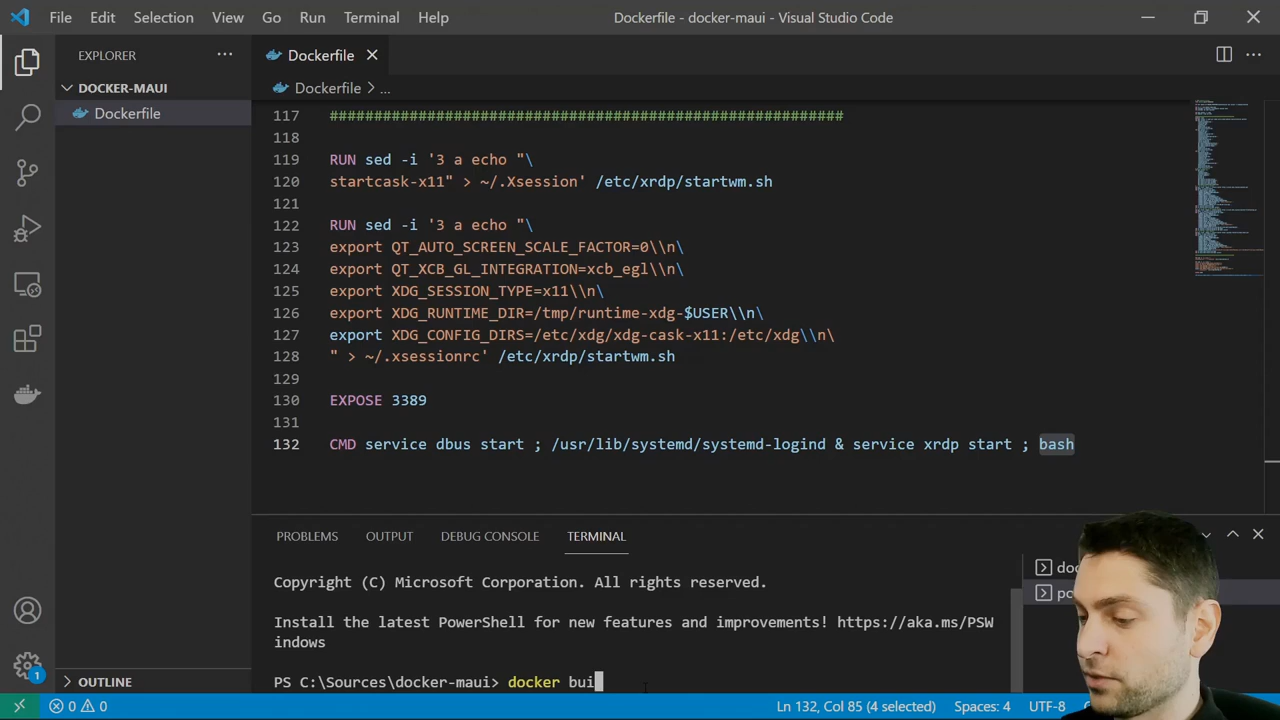 File Edit Selection View Go Run Terminal Help Dockerfile - docker-maui - Visual Studio Code
EXPLORER ···
DOCKER-MAUI
Dockerfile
OUTLINE
Dockerfile
Dockerfile > ...
117 ##########################################################
118
119 RUN sed -i '3 a echo "\
120 startcask-x11" > ~/.Xsession' /etc/xrdp/startwm.sh
121
122 RUN sed -i '3 a echo "\
123 export QT_AUTO_SCREEN_SCALE_FACTOR=0\\n\
124 export QT_XCB_GL_INTEGRATION=xcb_egl\\n\
125 export XDG_SESSION_TYPE=x11\\n\
126 export XDG_RUNTIME_DIR=/tmp/runtime-xdg-$USER\\n\
127 export XDG_CONFIG_DIRS=/etc/xdg/xdg-cask-x11:/etc/xdg\\n\
128 " > ~/.xsessionrc' /etc/xrdp/startwm.sh
129
130 EXPOSE 3389
131
132 CMD service dbus start ; /usr/lib/systemd/systemd-logind & service xrdp start ; bash
PROBLEMS OUTPUT DEBUG CONSOLE TERMINAL
Copyright (C) Microsoft Corporation. All rights reserved.
Install the latest PowerShell for new features and improvements! https://aka.ms/PSW
indows
PS C:\Sources\docker-maui> docker bui
1
0 0 Ln 132, Col 85 (4 selected) Spaces: 4 UTF-8